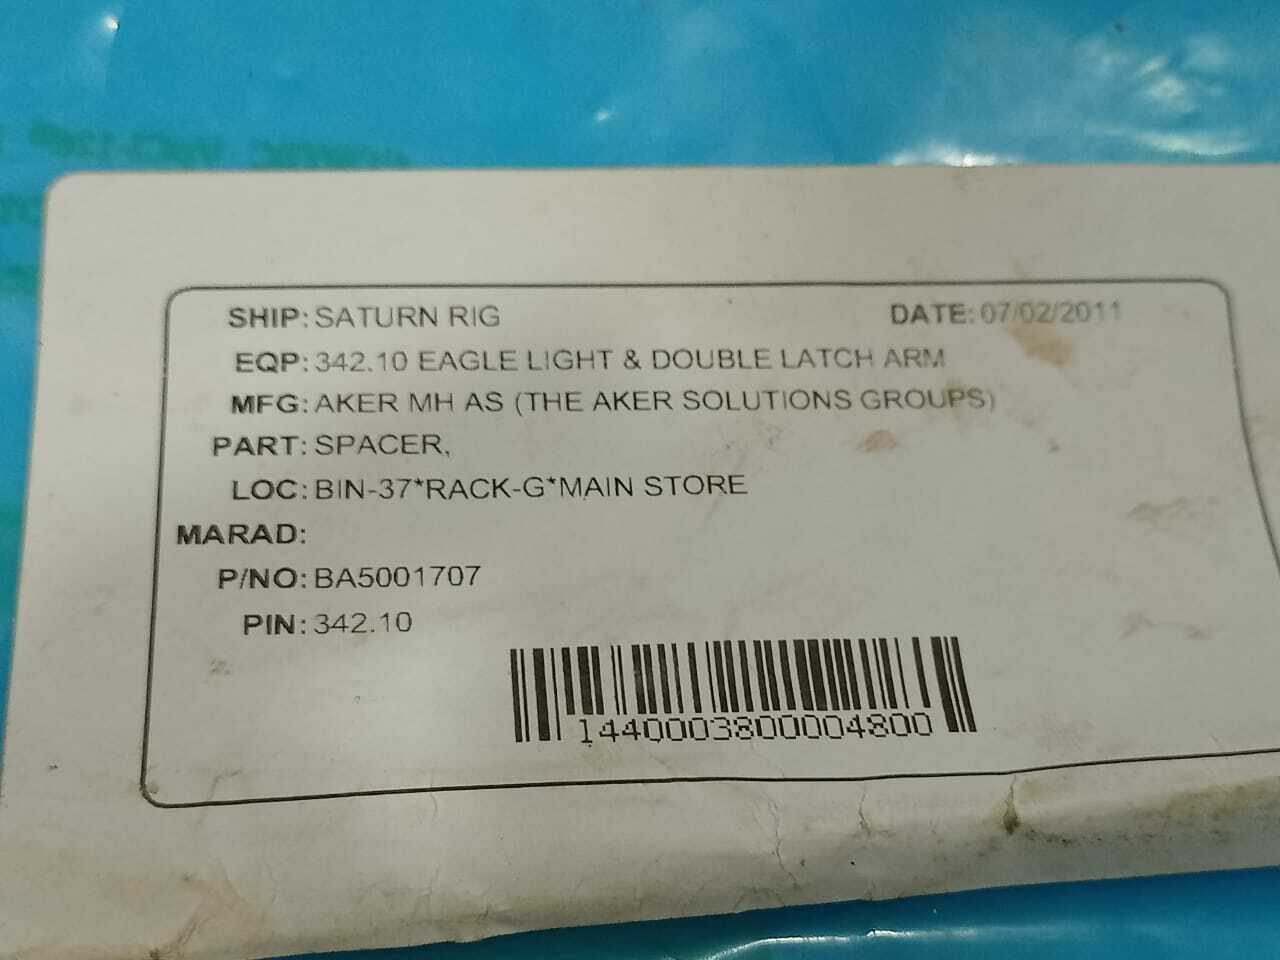 SHIP: SATURN RIG DATE: 07/02/2011
EQP: 342.10 EAGLE LIGHT & DOUBLE LATCH ARM
MFG: AKER MH AS (THE AKER SOLUTIONS GROUPS)
PART: SPACER,
LOC: BIN-37*RACK-G*MAIN STORE
MARAD:
P/NO: BA5001707
PIN: 342.10
1440003800004800